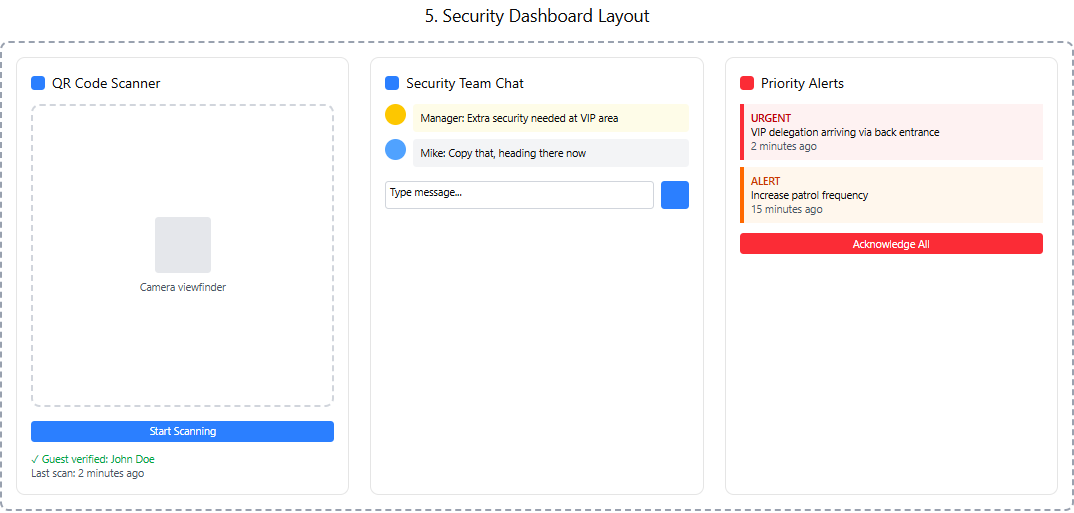 5. Security Dashboard Layout
QR Code Scanner
Camera viewfinder
Start Scanning
✓ Guest verified: John Doe
Last scan: 2 minutes ago
Security Team Chat
Manager: Extra security needed at VIP area
Mike: Copy that, heading there now
Type message...
Priority Alerts
URGENT
VIP delegation arriving via back entrance
2 minutes ago
ALERT
Increase patrol frequency
15 minutes ago
Acknowledge All